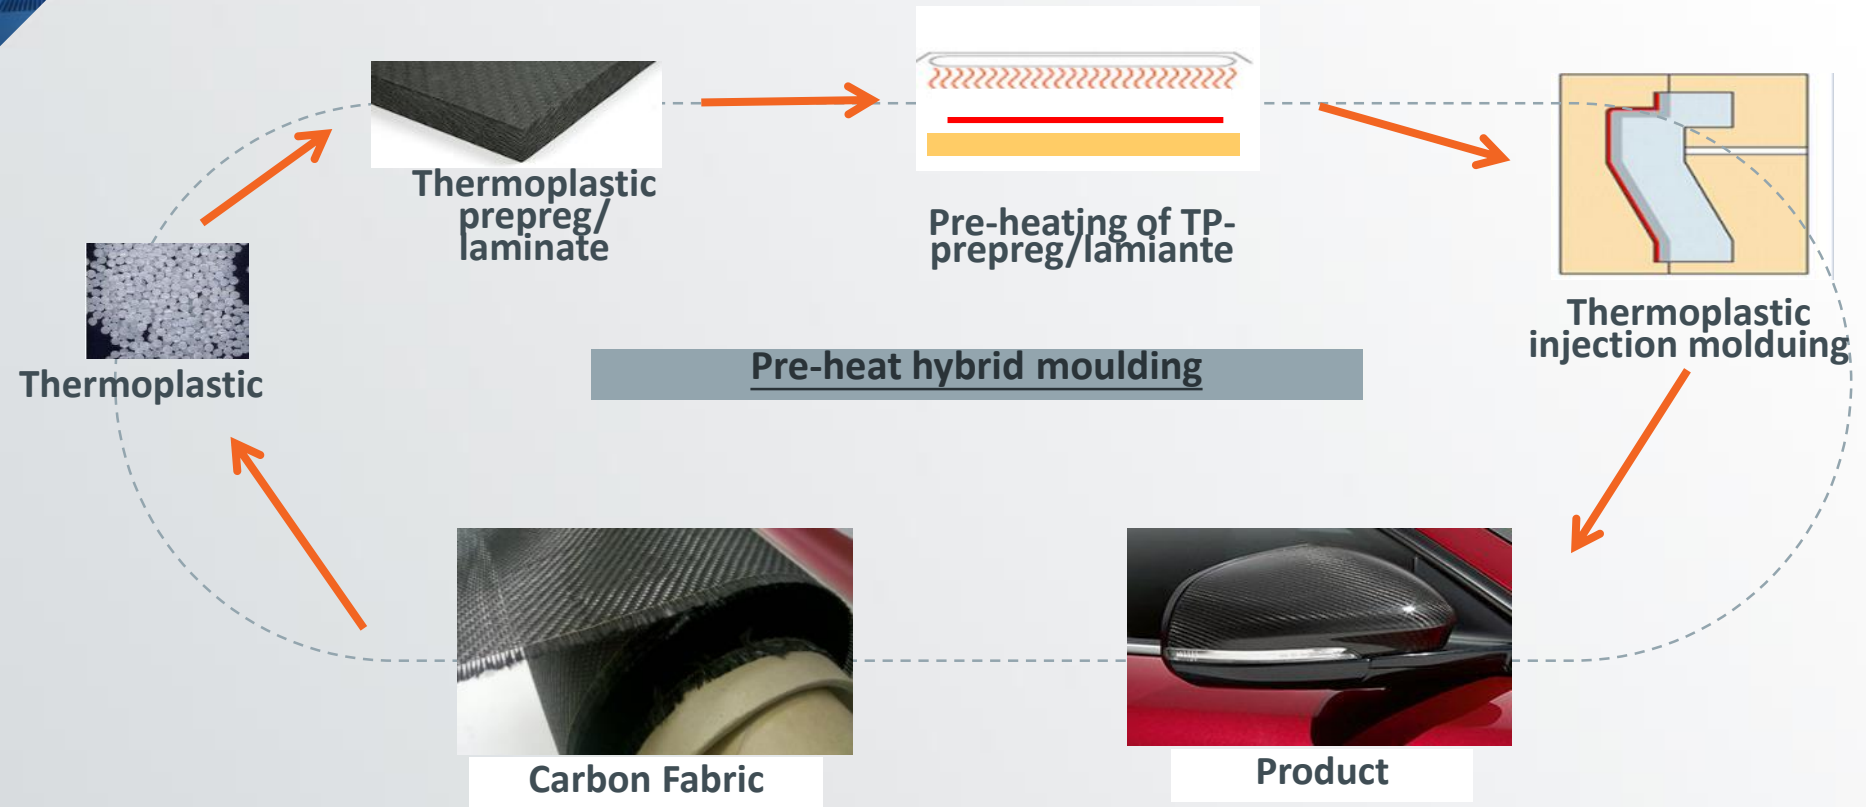 Thermoplastic
prepreg/
laminate
Pre-heating of TP-
prepreg/lamiante
Thermoplastic
injection molduing
Pre-heat hybrid moulding
Thermoplastic
Carbon Fabric
Product